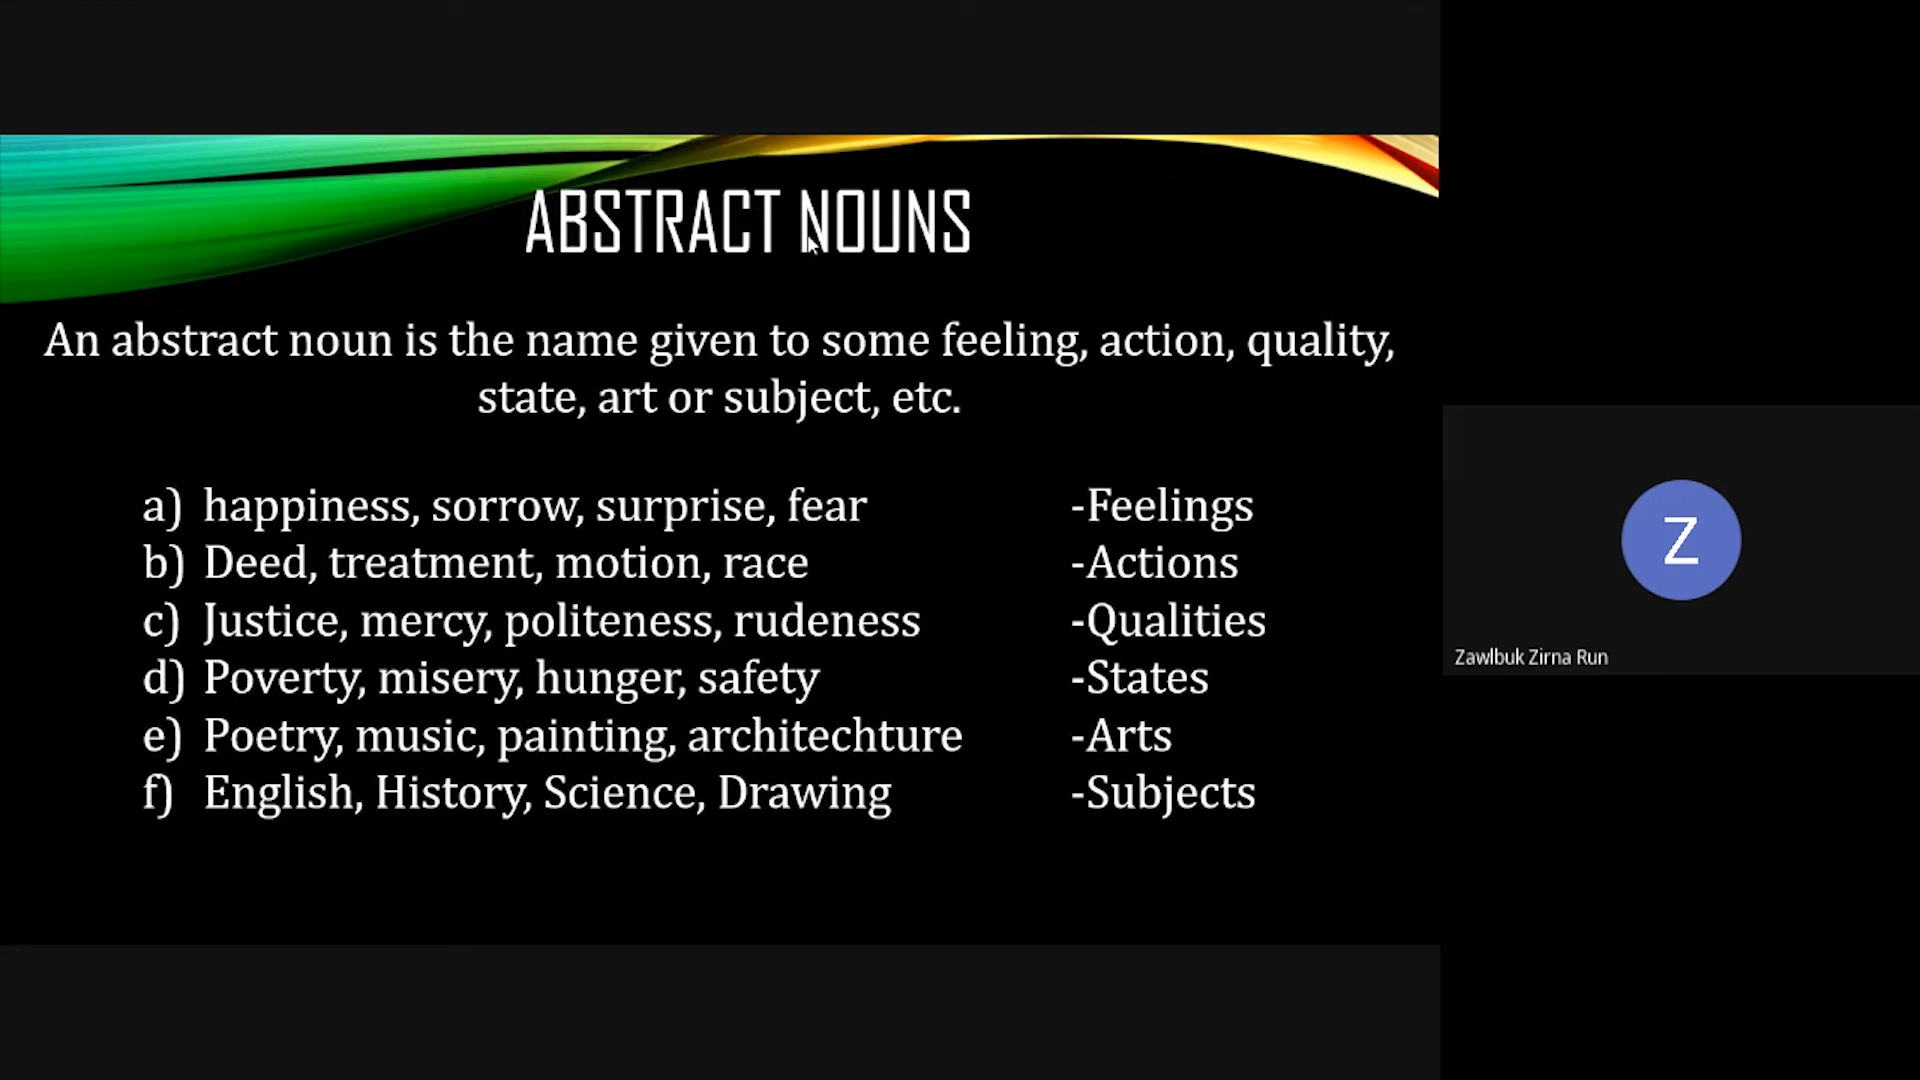 ABSTRACT NOUNS
An abstract noun is the name given to some feeling, action, quality,
state, art or subject, etc.
a) happiness, sorrow, surprise, fear -Feelings
b) Deed, treatment, motion, race -Actions
c) Justice, mercy, politeness, rudeness -Qualities
d) Poverty, misery, hunger, safety -States
e) Poetry, music, painting, architechture -Arts
f) English, History, Science, Drawing -Subjects
Z
Zawlbuk Zirna Run